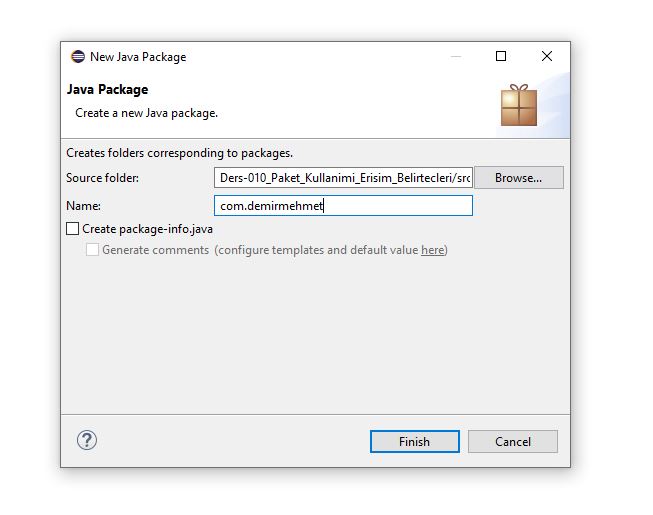 New Java Package
Java Package
Create a new Java package.
Creates folders corresponding to packages.
Source folder: Ders-010_Paket_Kullanimi_Erisim_Belirtecleri/src Browse...
Name: com.demirmehmet
Create package-info.java
Generate comments (configure templates and default value here)
? Finish Cancel